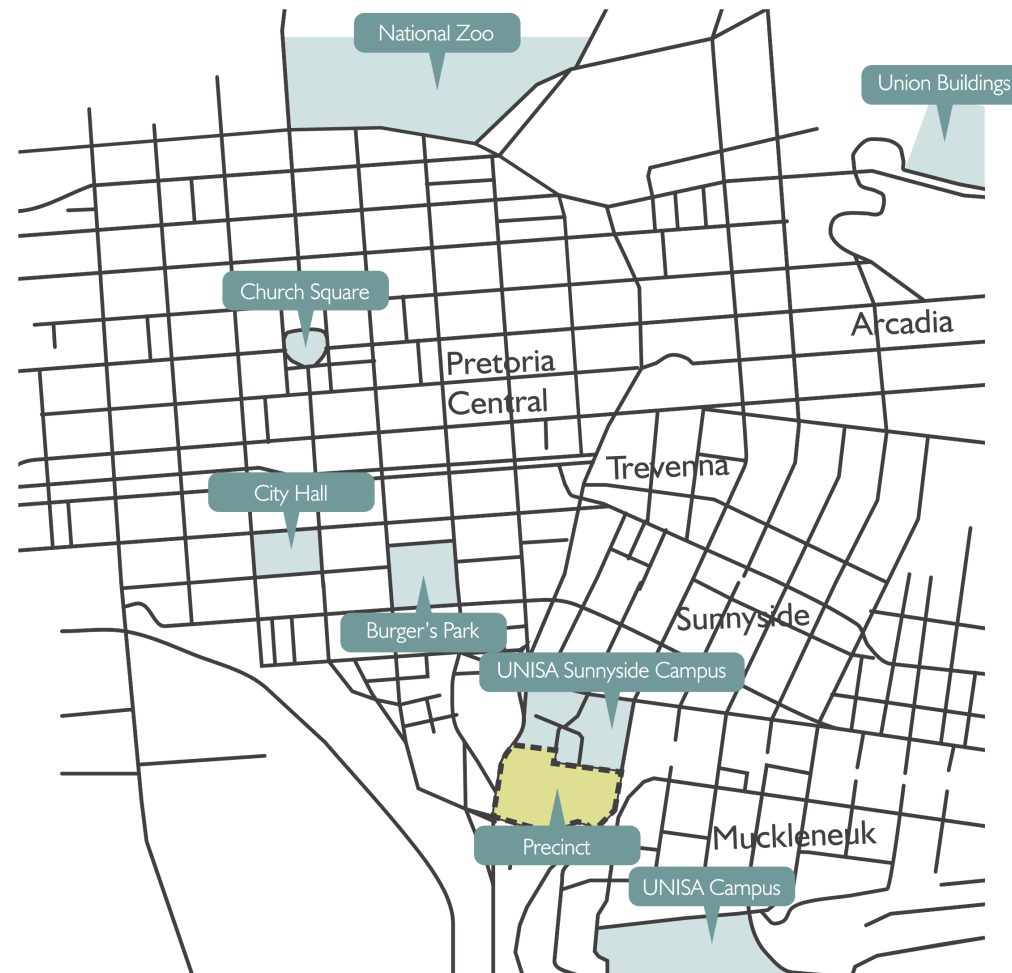 National Zoo
Union Buildings
Church Square
Arcadia
Pretoria
Central
Trevenna
City Hall
Sunnyside
Burger's Park
UNISA Sunnyside Campus
Muckleneuk
Precinct
UNISA Campus